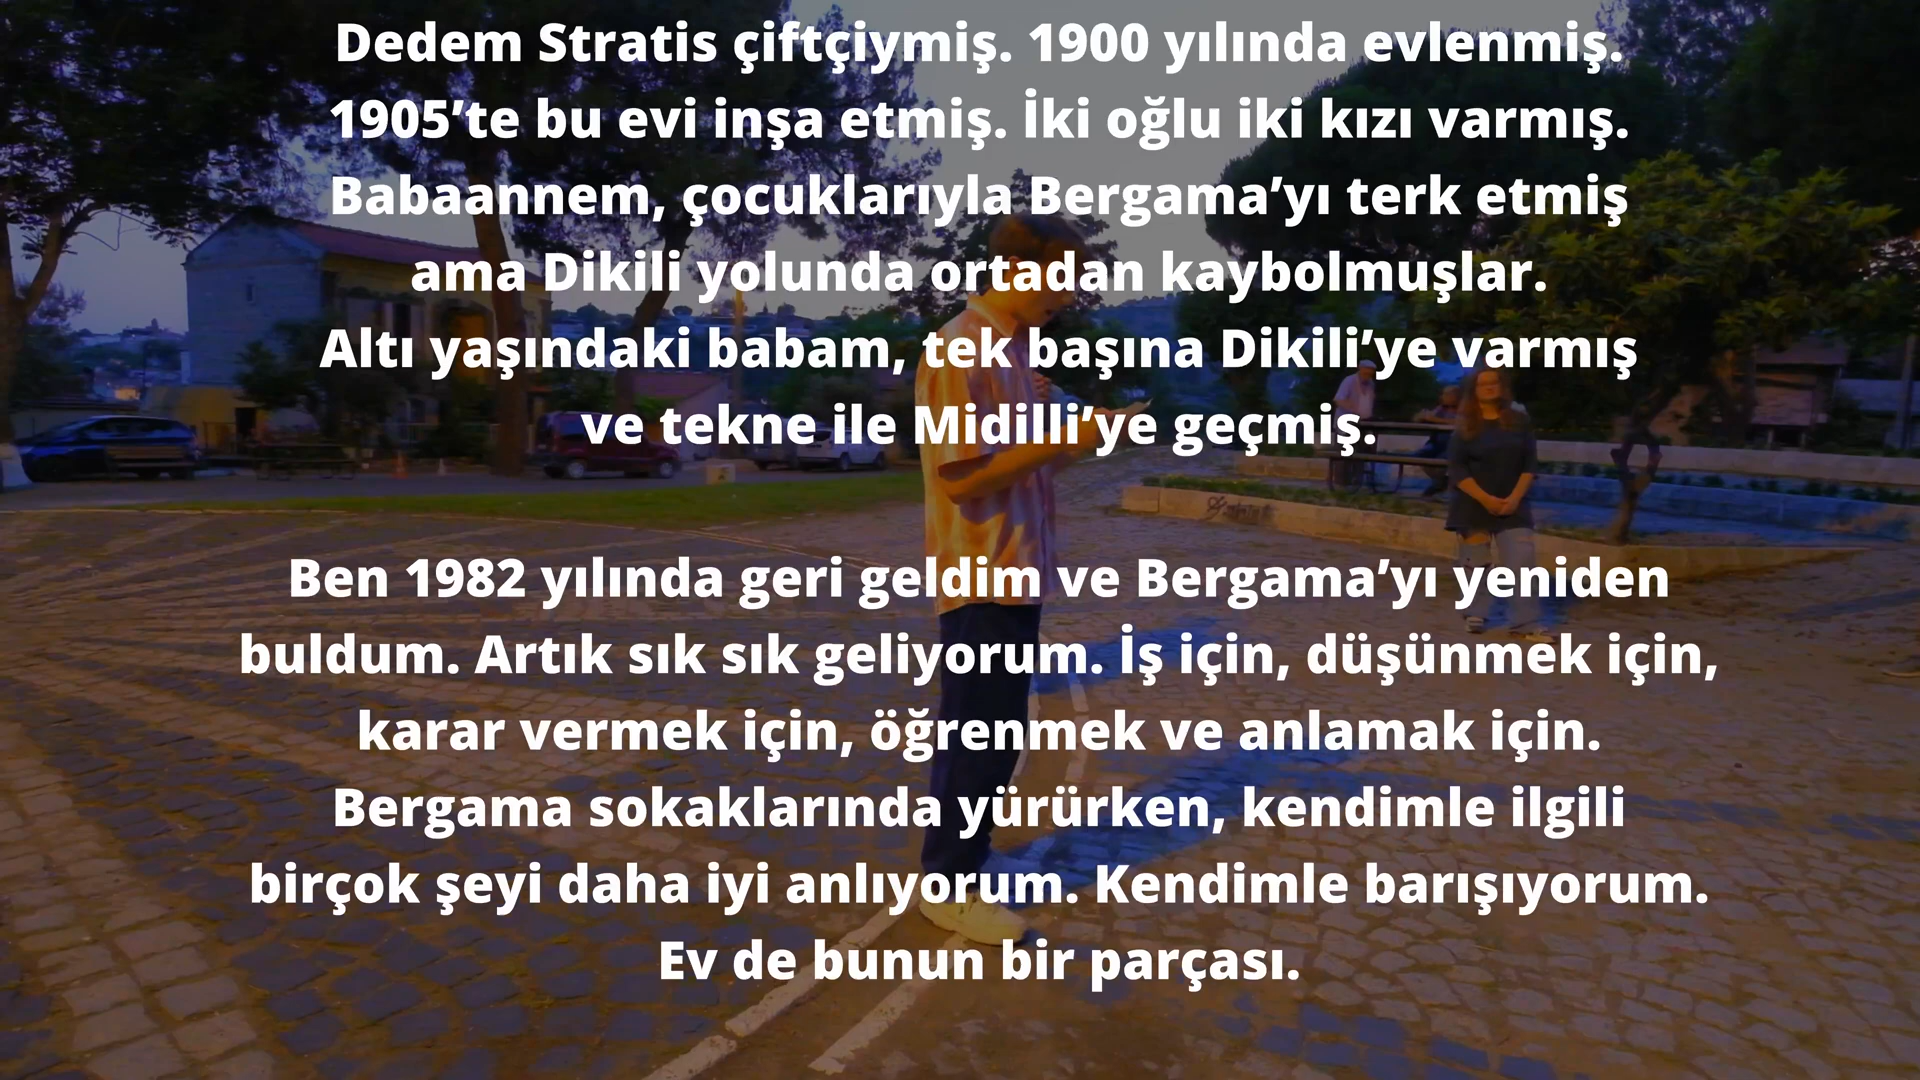 Dedem Stratis çiftçiymiş. 1900 yılında evlenmiş.
1905’te bu evi inşa etmiş. İki oğlu iki kızı varmış.
Babaannem, çocuklarıyla Bergama’yı terk etmiş
ama Dikili yolunda ortadan kaybolmuşlar.
Altı yaşındaki babam, tek başına Dikili’ye varmış
ve tekne ile Midilli’ye geçmiş.
Ben 1982 yılında geri geldim ve Bergama’yı yeniden
buldum. Artık sık sık geliyorum. İş için, düşünmek için,
karar vermek için, öğrenmek ve anlamak için.
Bergama sokaklarında yürürken, kendimle ilgili
birçok şeyi daha iyi anlıyorum. Kendimle barışıyorum.
Ev de bunun bir parçası.